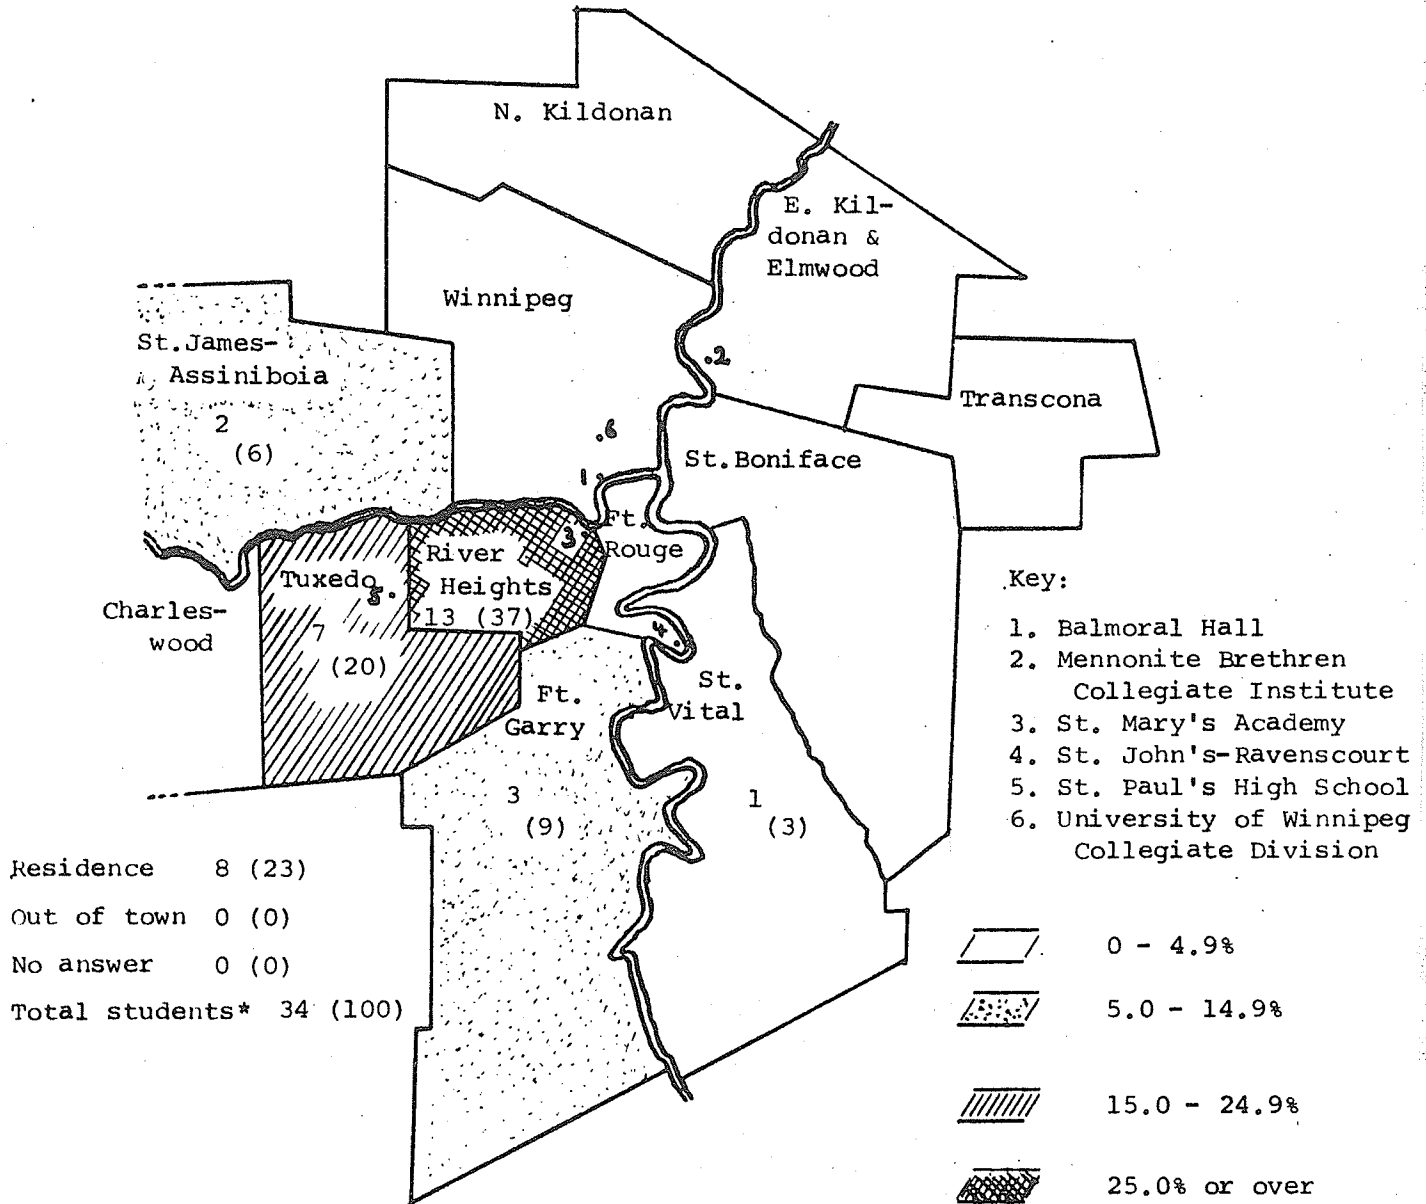 N. Kildonan
E. Kil-
donan &
Elmwood
Winnipeg
St.James-
Assiniboia
2
(6)
.2
Transcona
.6
1.
St.Boniface
Ft.
Rouge
3.
River
Heights
13 (37)
Tuxedo
5.
7
(20)
Charles-
wood
4.
St.
Vital
Ft.
Garry
3
(9)
1
(3)
Key:
1. Balmoral Hall
2. Mennonite Brethren
Collegiate Institute
3. St. Mary's Academy
4. St. John's-Ravenscourt
5. St. Paul's High School
6. University of Winnipeg
Collegiate Division
Residence 8 (23)
Out of town 0 (0)
No answer 0 (0)
Total students* 34 (100)
0 - 4.9%
5.0 - 14.9%
15.0 - 24.9%
25.0% or over